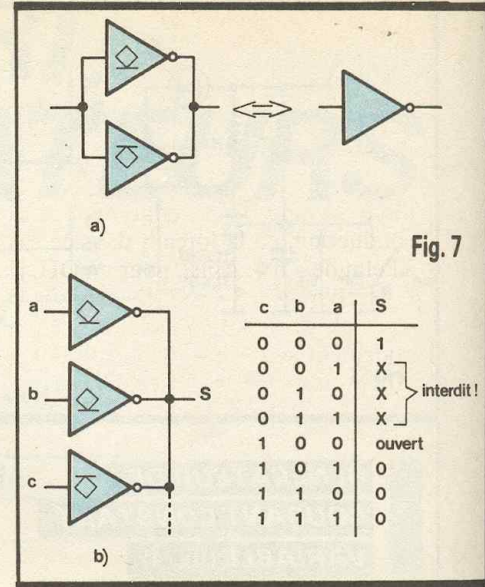 a)
Fig. 7
a
b
c
S
b)
c b a S
0 0 0 1
0 0 1 X
0 1 0 X
0 1 1 X
interdit !
1 0 0 ouvert
1 0 1 0
1 1 0 0
1 1 1 0